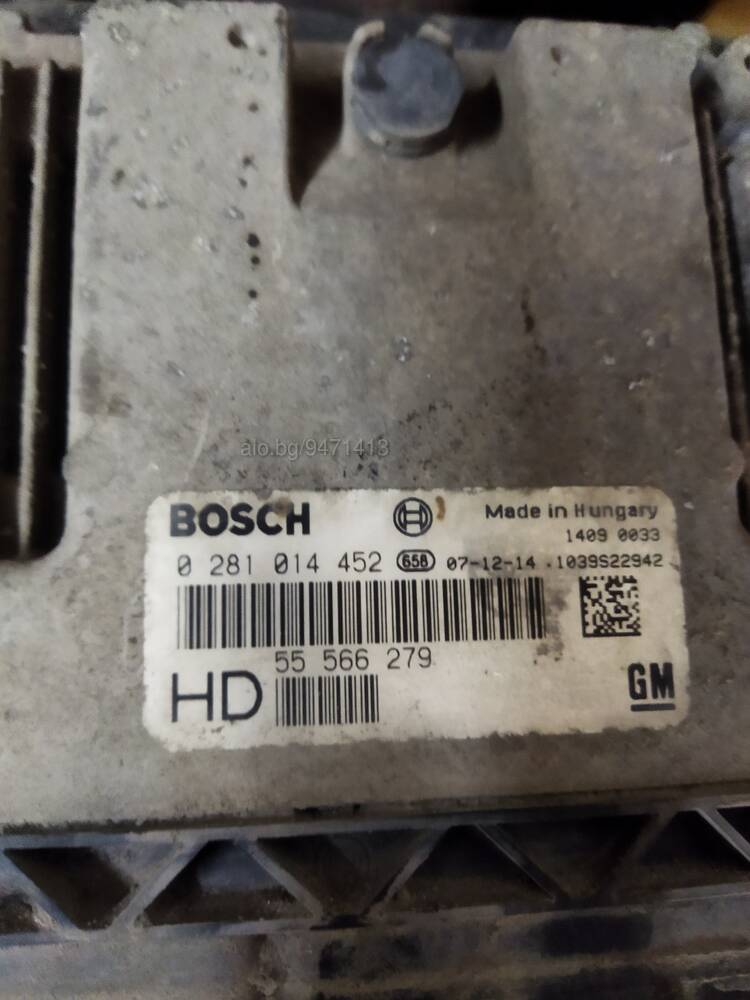 alo.bg/9471413
BOSCH Made in Hungary
1409 0033
0 281 014 452 658 07-12-14 .1039S22942
55 566 279
HD GM